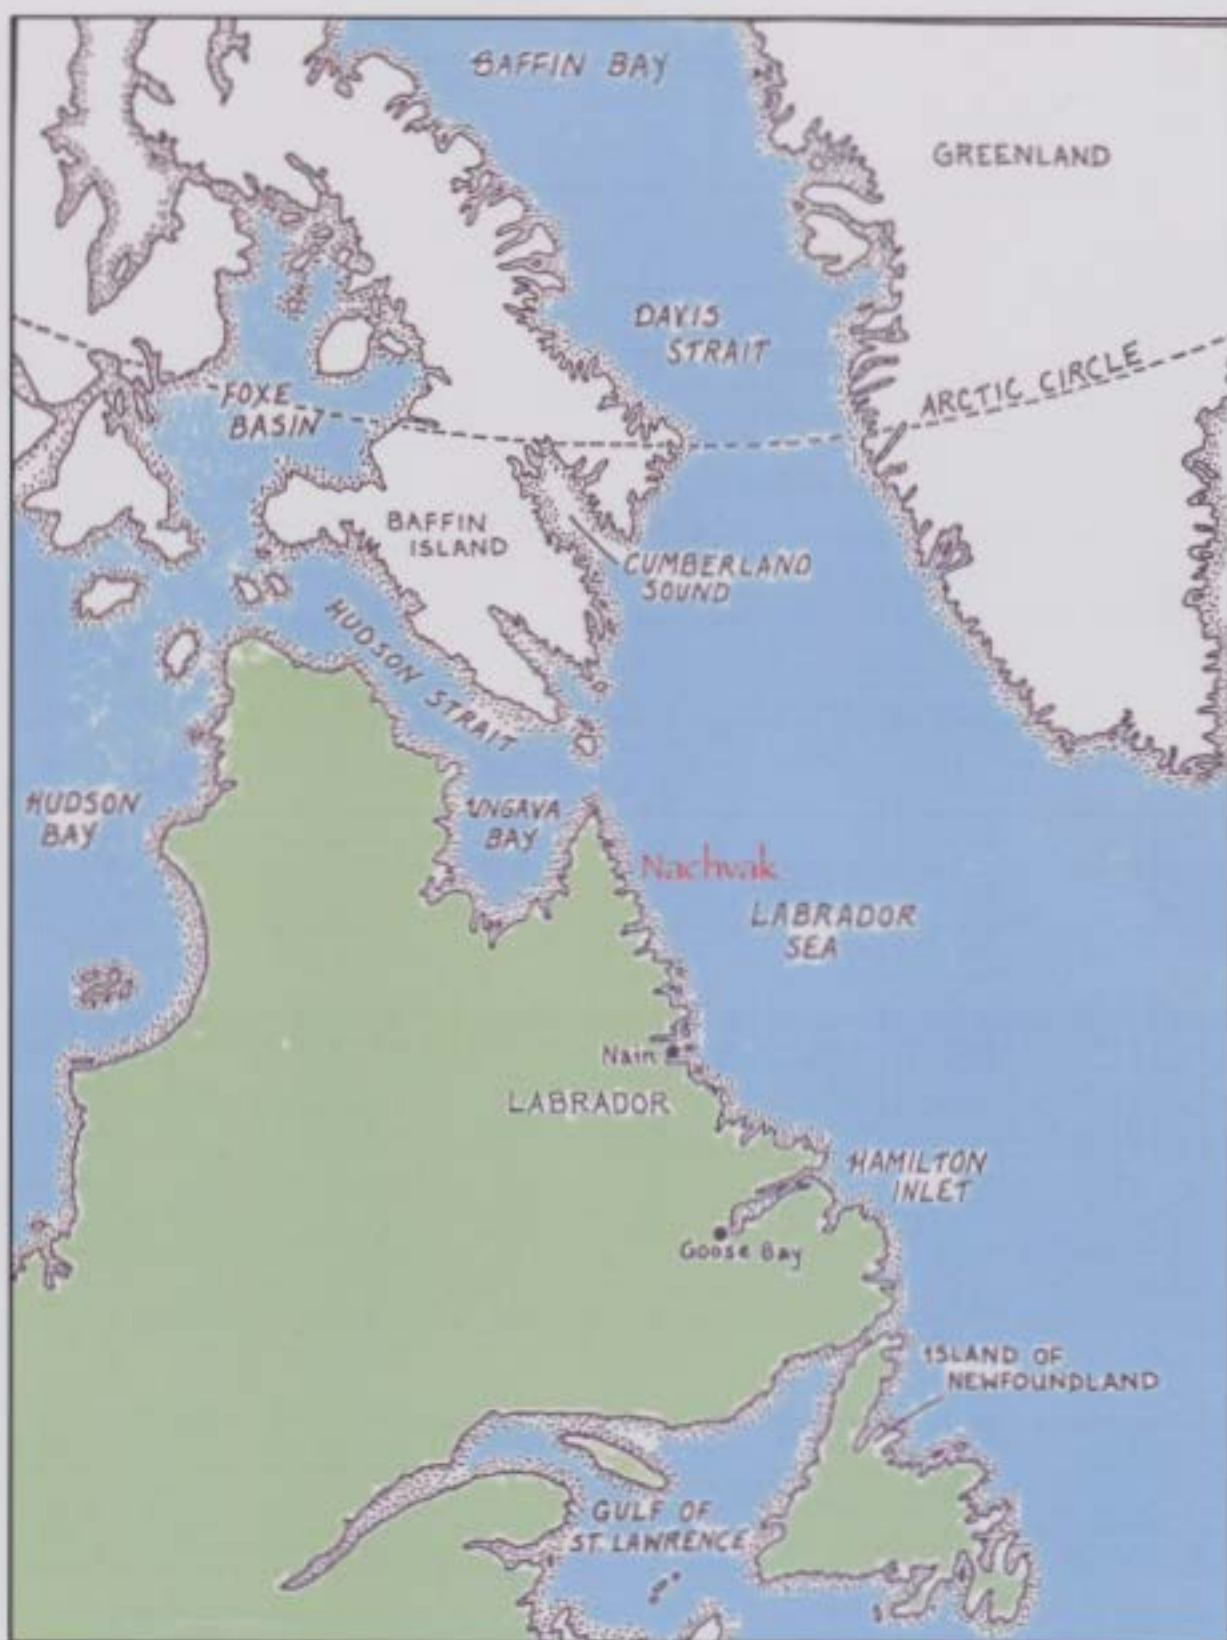 BAFFIN BAY
GREENLAND
DAVIS
STRAIT
ARCTIC CIRCLE
FOXE
BASIN
BAFFIN
ISLAND
CUMBERLAND
SOUND
HUDSON STRAIT
HUDSON
BAY
UNGAVA
BAY
Nachvak
LABRADOR
SEA
Nain
LABRADOR
HAMILTON
INLET
Goose Bay
ISLAND OF
NEWFOUNDLAND
GULF OF
ST. LAWRENCE